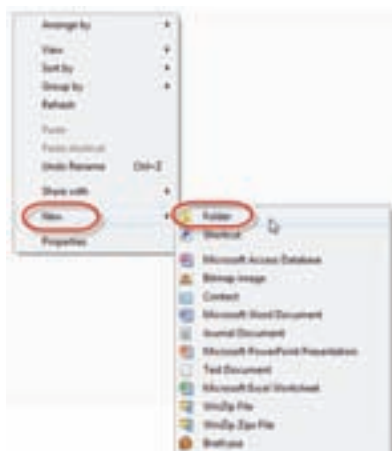 Arrange by
View
Sort by
Group by
Refresh
Paste
Paste shortcut
Undo Rename Ctrl+Z
Share with
New
Properties
Folder
Shortcut
Microsoft Access Database
Bitmap image
Contact
Microsoft Word Document
Journal Document
Microsoft PowerPoint Presentation
Text Document
Microsoft Excel Worksheet
WinZip File
WinZip Zipx File
Briefcase